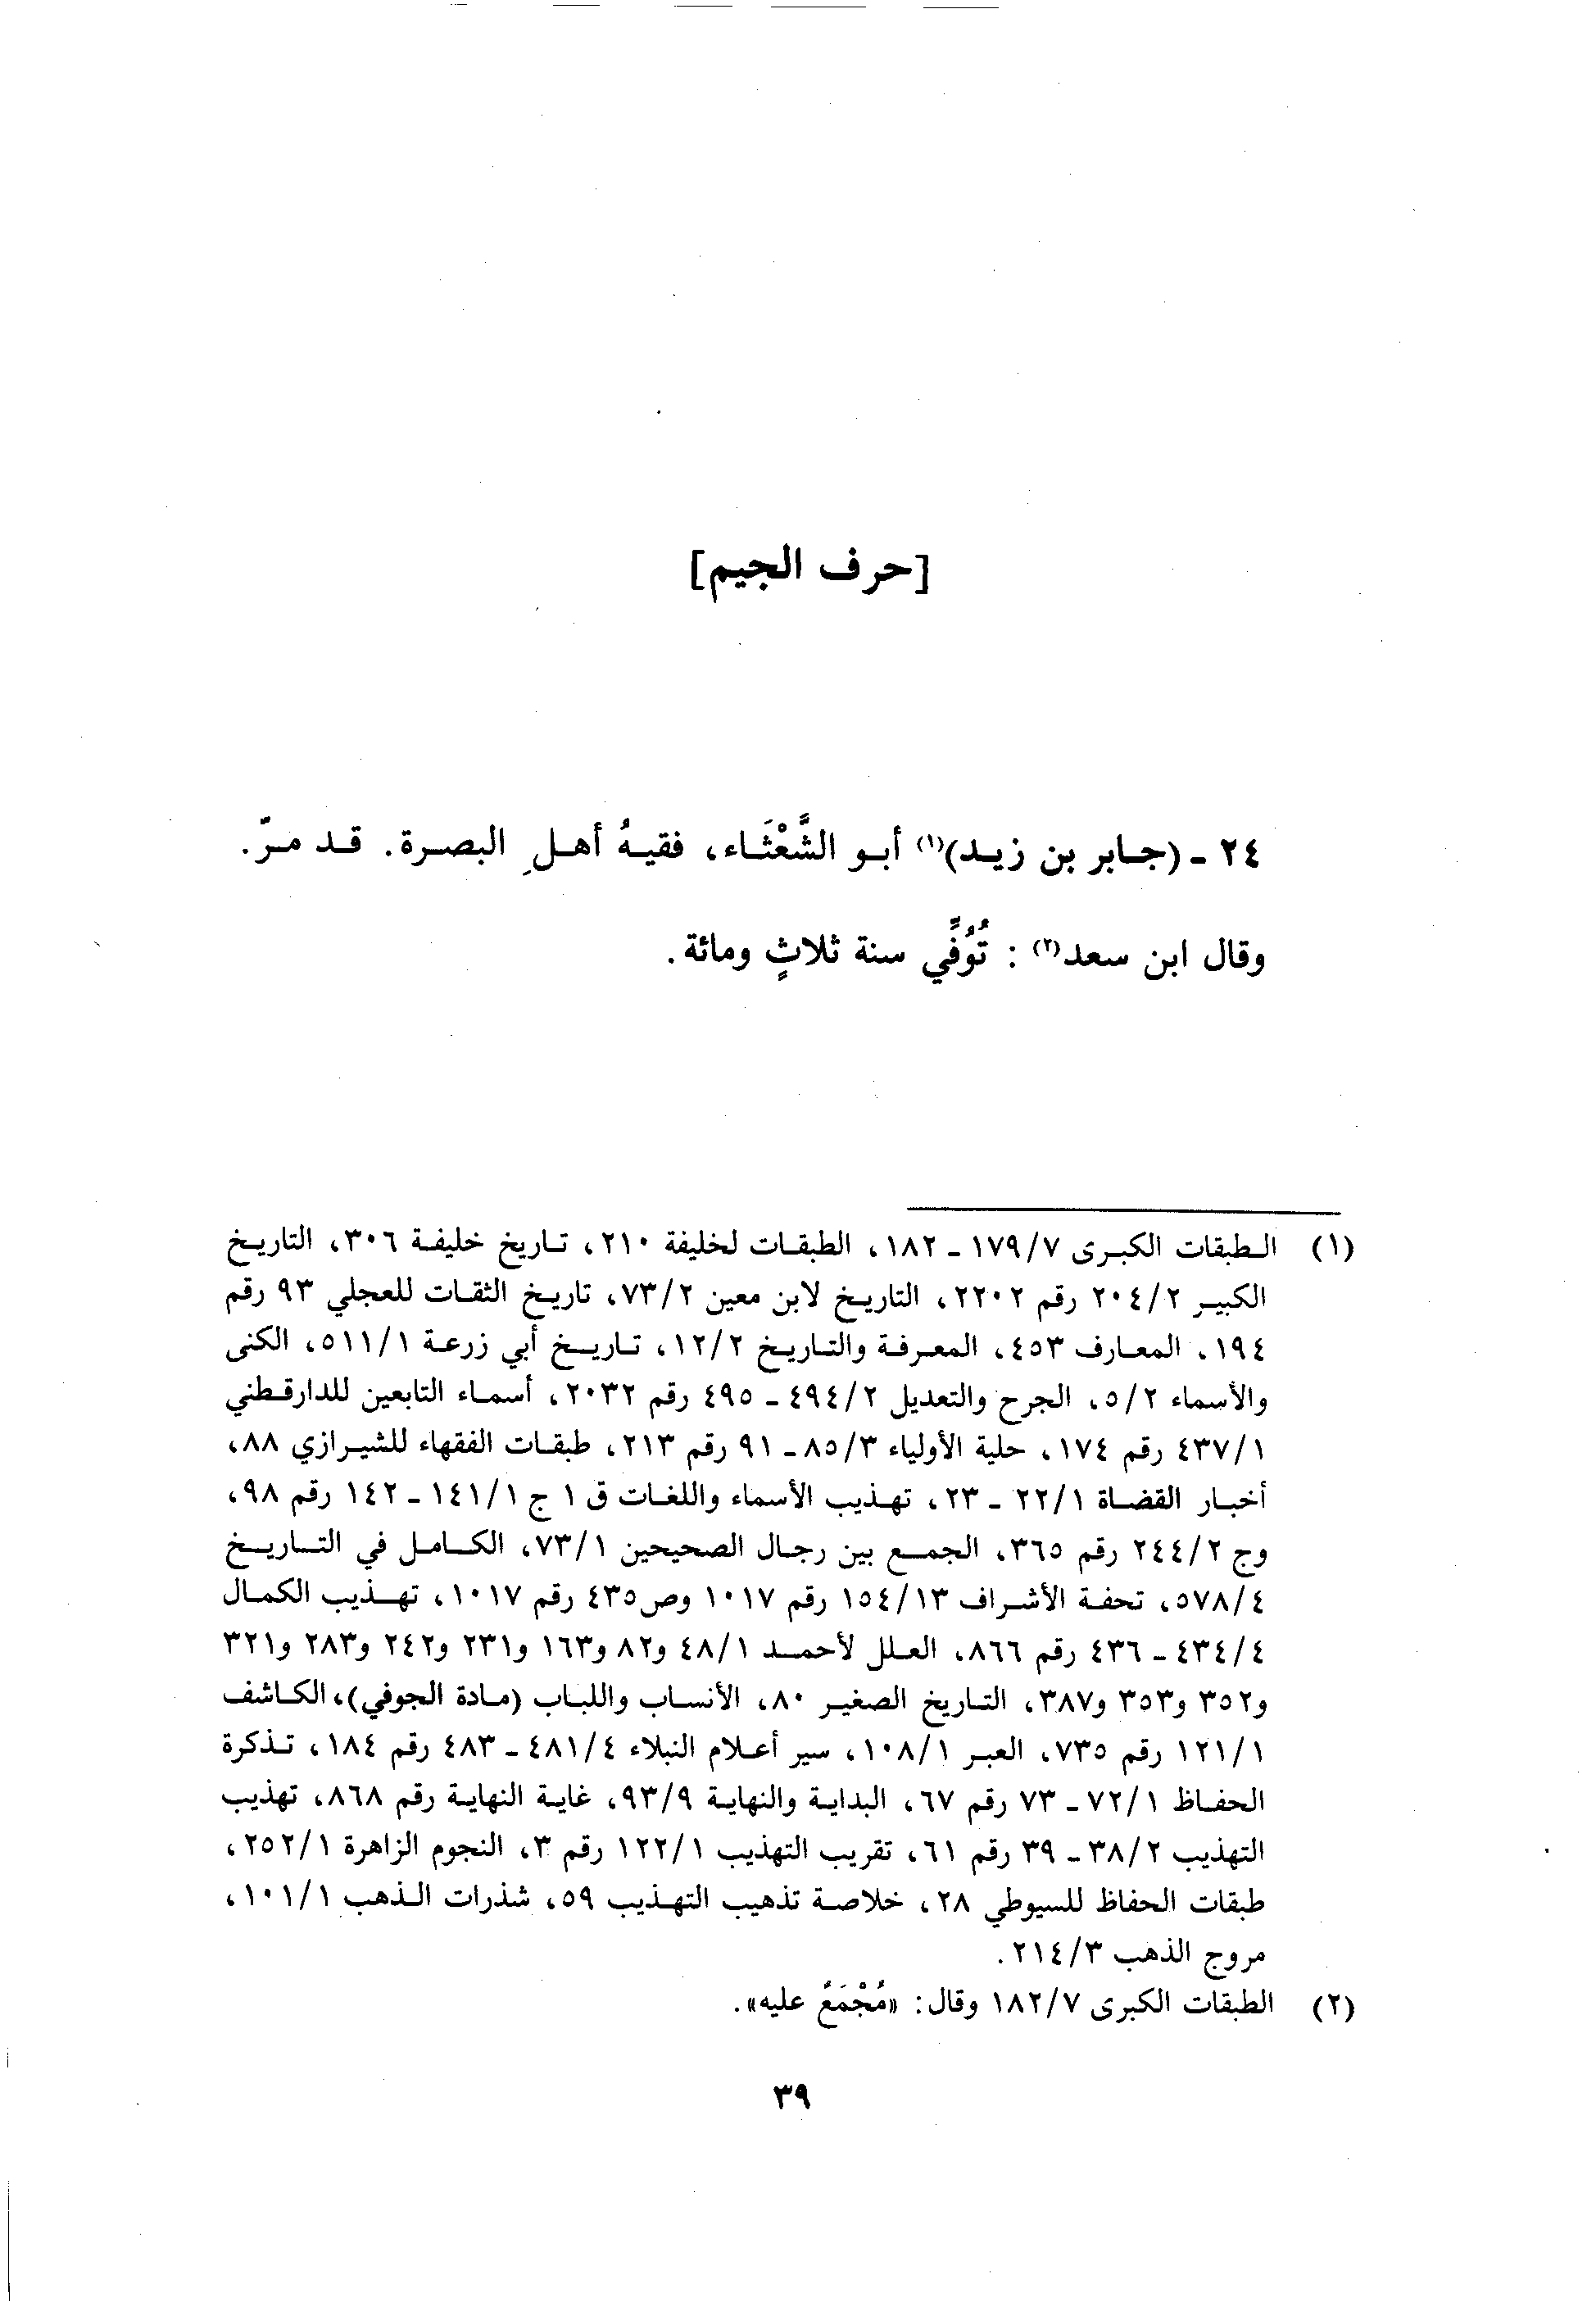 [حرف الجيم]
٢٤ - (جابر بن زيد)(١) أبو الشَّعْثَاء، فقيهُ أهلِ البصرة. قد مرّ.
وقال ابن سعد(٢) : تُوُفِّي سنة ثلاثٍ ومائة.
(١) الطبقات الكبرى ١٧٩/٧ - ١٨٢، الطبقات لخليفة ٢١٠، تاريخ خليفة ٣٠٦، التاريخ
الكبير ٢٠٤/٢ رقم ٢٢٠٢، التاريخ لابن معين ٧٣/٢، تاريخ الثقات للعجلي ٩٣ رقم
١٩٤، المعارف ٤٥٣، المعرفة والتاريخ ١٢/٢، تاريخ أبي زرعة ٥١١/١، الكنى
والأسماء ٥/٢، الجرح والتعديل ٤٩٤/٢ - ٤٩٥ رقم ٢٠٣٢، أسماء التابعين للدارقطني
٤٣٧/١ رقم ١٧٤، حلية الأولياء ٨٥/٣ - ٩١ رقم ٢١٣، طبقات الفقهاء للشيرازي ٨٨،
أخبار القضاة ٢٢/١ - ٢٣، تهذيب الأسماء واللغات ق ١ ج ١٤١/١ - ١٤٢ رقم ٩٨،
وج ٢٤٤/٢ رقم ٣٦٥، الجمع بين رجال الصحيحين ٧٣/١، الكامل في التاريخ
٥٧٨/٤، تحفة الأشراف ١٥٤/١٣ رقم ١٠١٧ وص٤٣٥ رقم ١٠١٧، تهذيب الكمال
٤٣٤/٤ - ٤٣٦ رقم ٨٦٦، العلل لأحمد ٤٨/١ و٨٢ و١٦٣ و٢٣١ و٢٤٢ و٢٨٣ و٣٢١
و٣٥٢ و٣٥٣ و٣٨٧، التاريخ الصغير ٨٠، الأنساب واللباب (مادة الجوفي)، الكاشف
١٢١/١ رقم ٧٣٥، العبر ١٠٨/١، سير أعلام النبلاء ٤٨١/٤ - ٤٨٣ رقم ١٨٤، تذكرة
الحفاظ ٧٢/١ - ٧٣ رقم ٦٧، البداية والنهاية ٩٣/٩، غاية النهاية رقم ٨٦٨، تهذيب
التهذيب ٣٨/٢ - ٣٩ رقم ٦١، تقريب التهذيب ١٢٢/١ رقم ٣، النجوم الزاهرة ٢٥٢/١،
طبقات الحفاظ للسيوطي ٢٨، خلاصة تذهيب التهذيب ٥٩، شذرات الذهب ١٠١/١،
مروج الذهب ٢١٤/٣.
(٢) الطبقات الكبرى ١٨٢/٧ وقال: «مُجْمَعٌ عليه».
٣٩